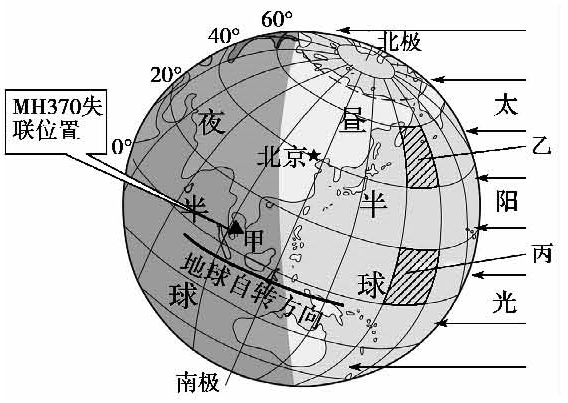 60°
40°
20°
0°
北极
MH370失
联位置
夜
昼
太
乙
北京
半
半
阳
甲
丙
球
球
光
地球自转方向
南极